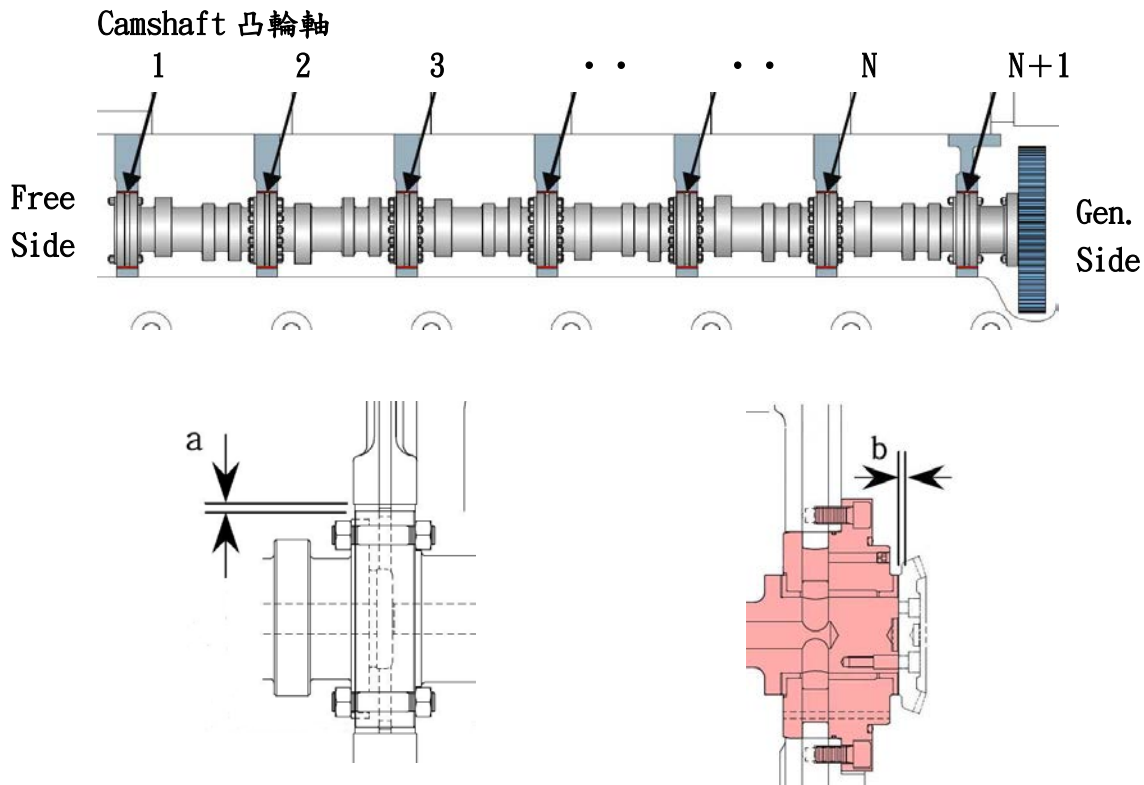 Camshaft 凸輪軸
1 2 3 ‥ ‥ N N+1
Free
Side
Gen.
Side
a
b